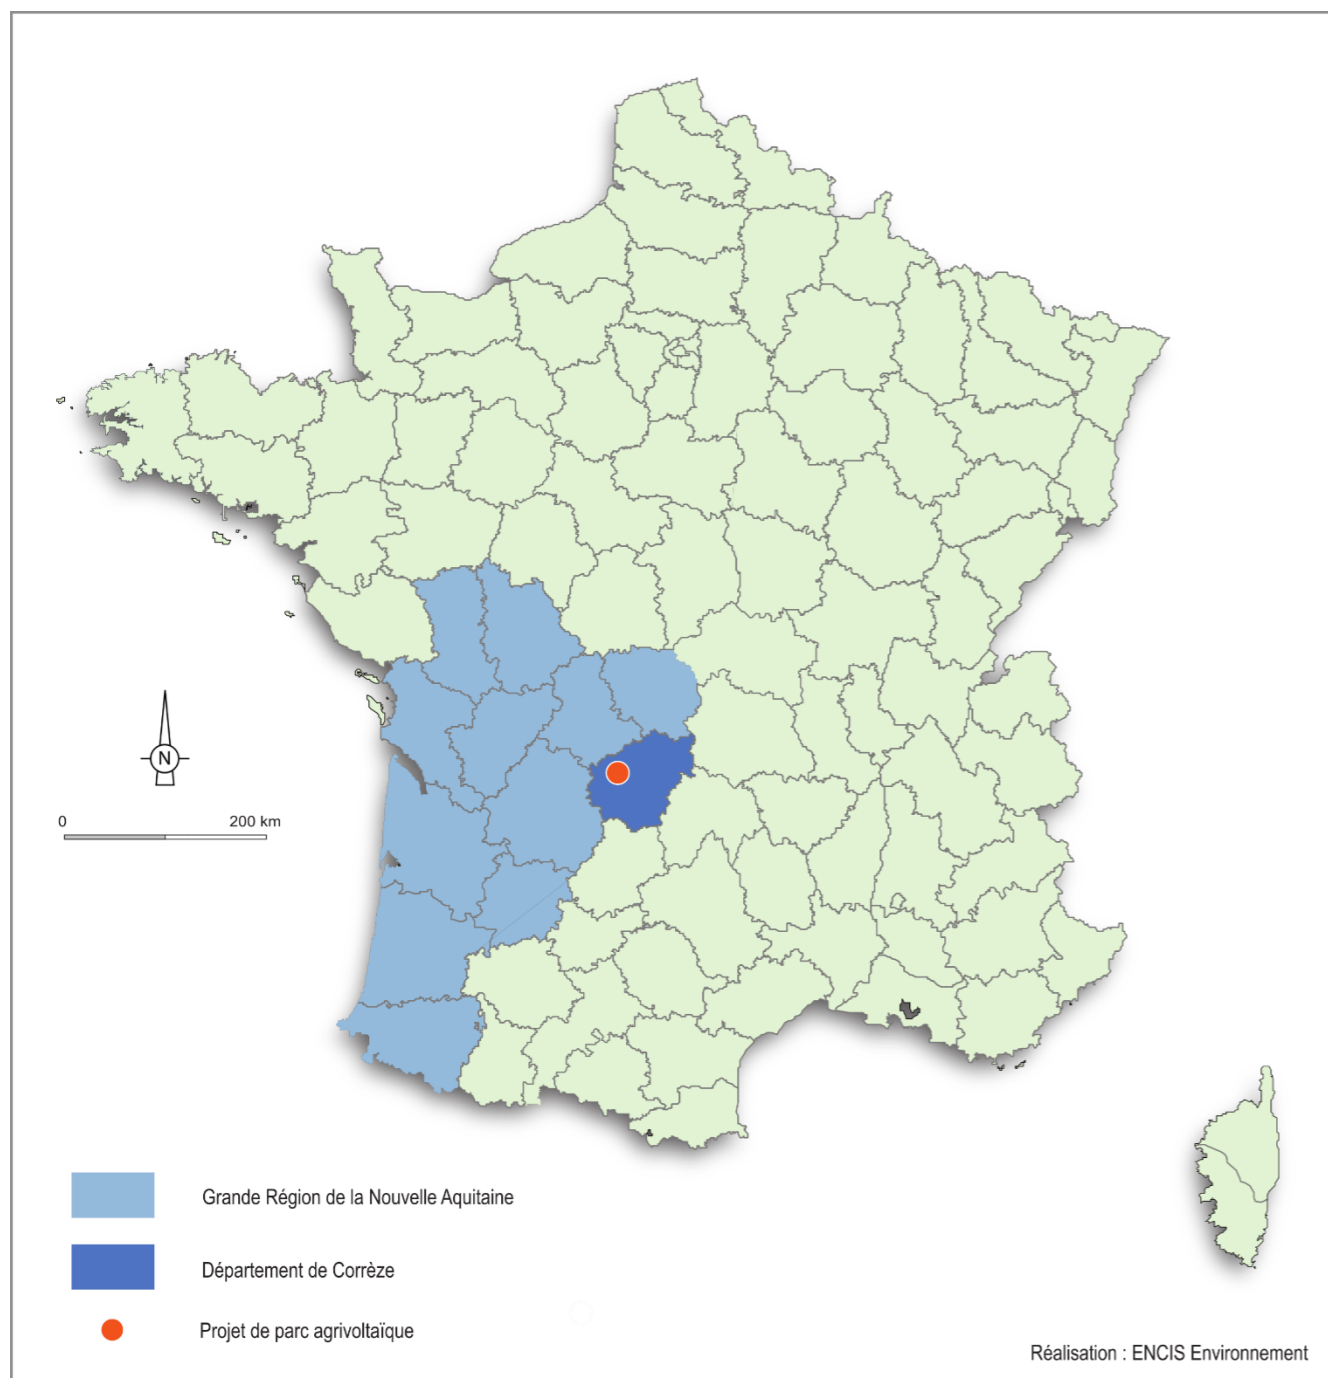 N
0 200 km
Grande Région de la Nouvelle Aquitaine
Département de Corrèze
Projet de parc agrivoltaïque
Réalisation : ENCIS Environnement